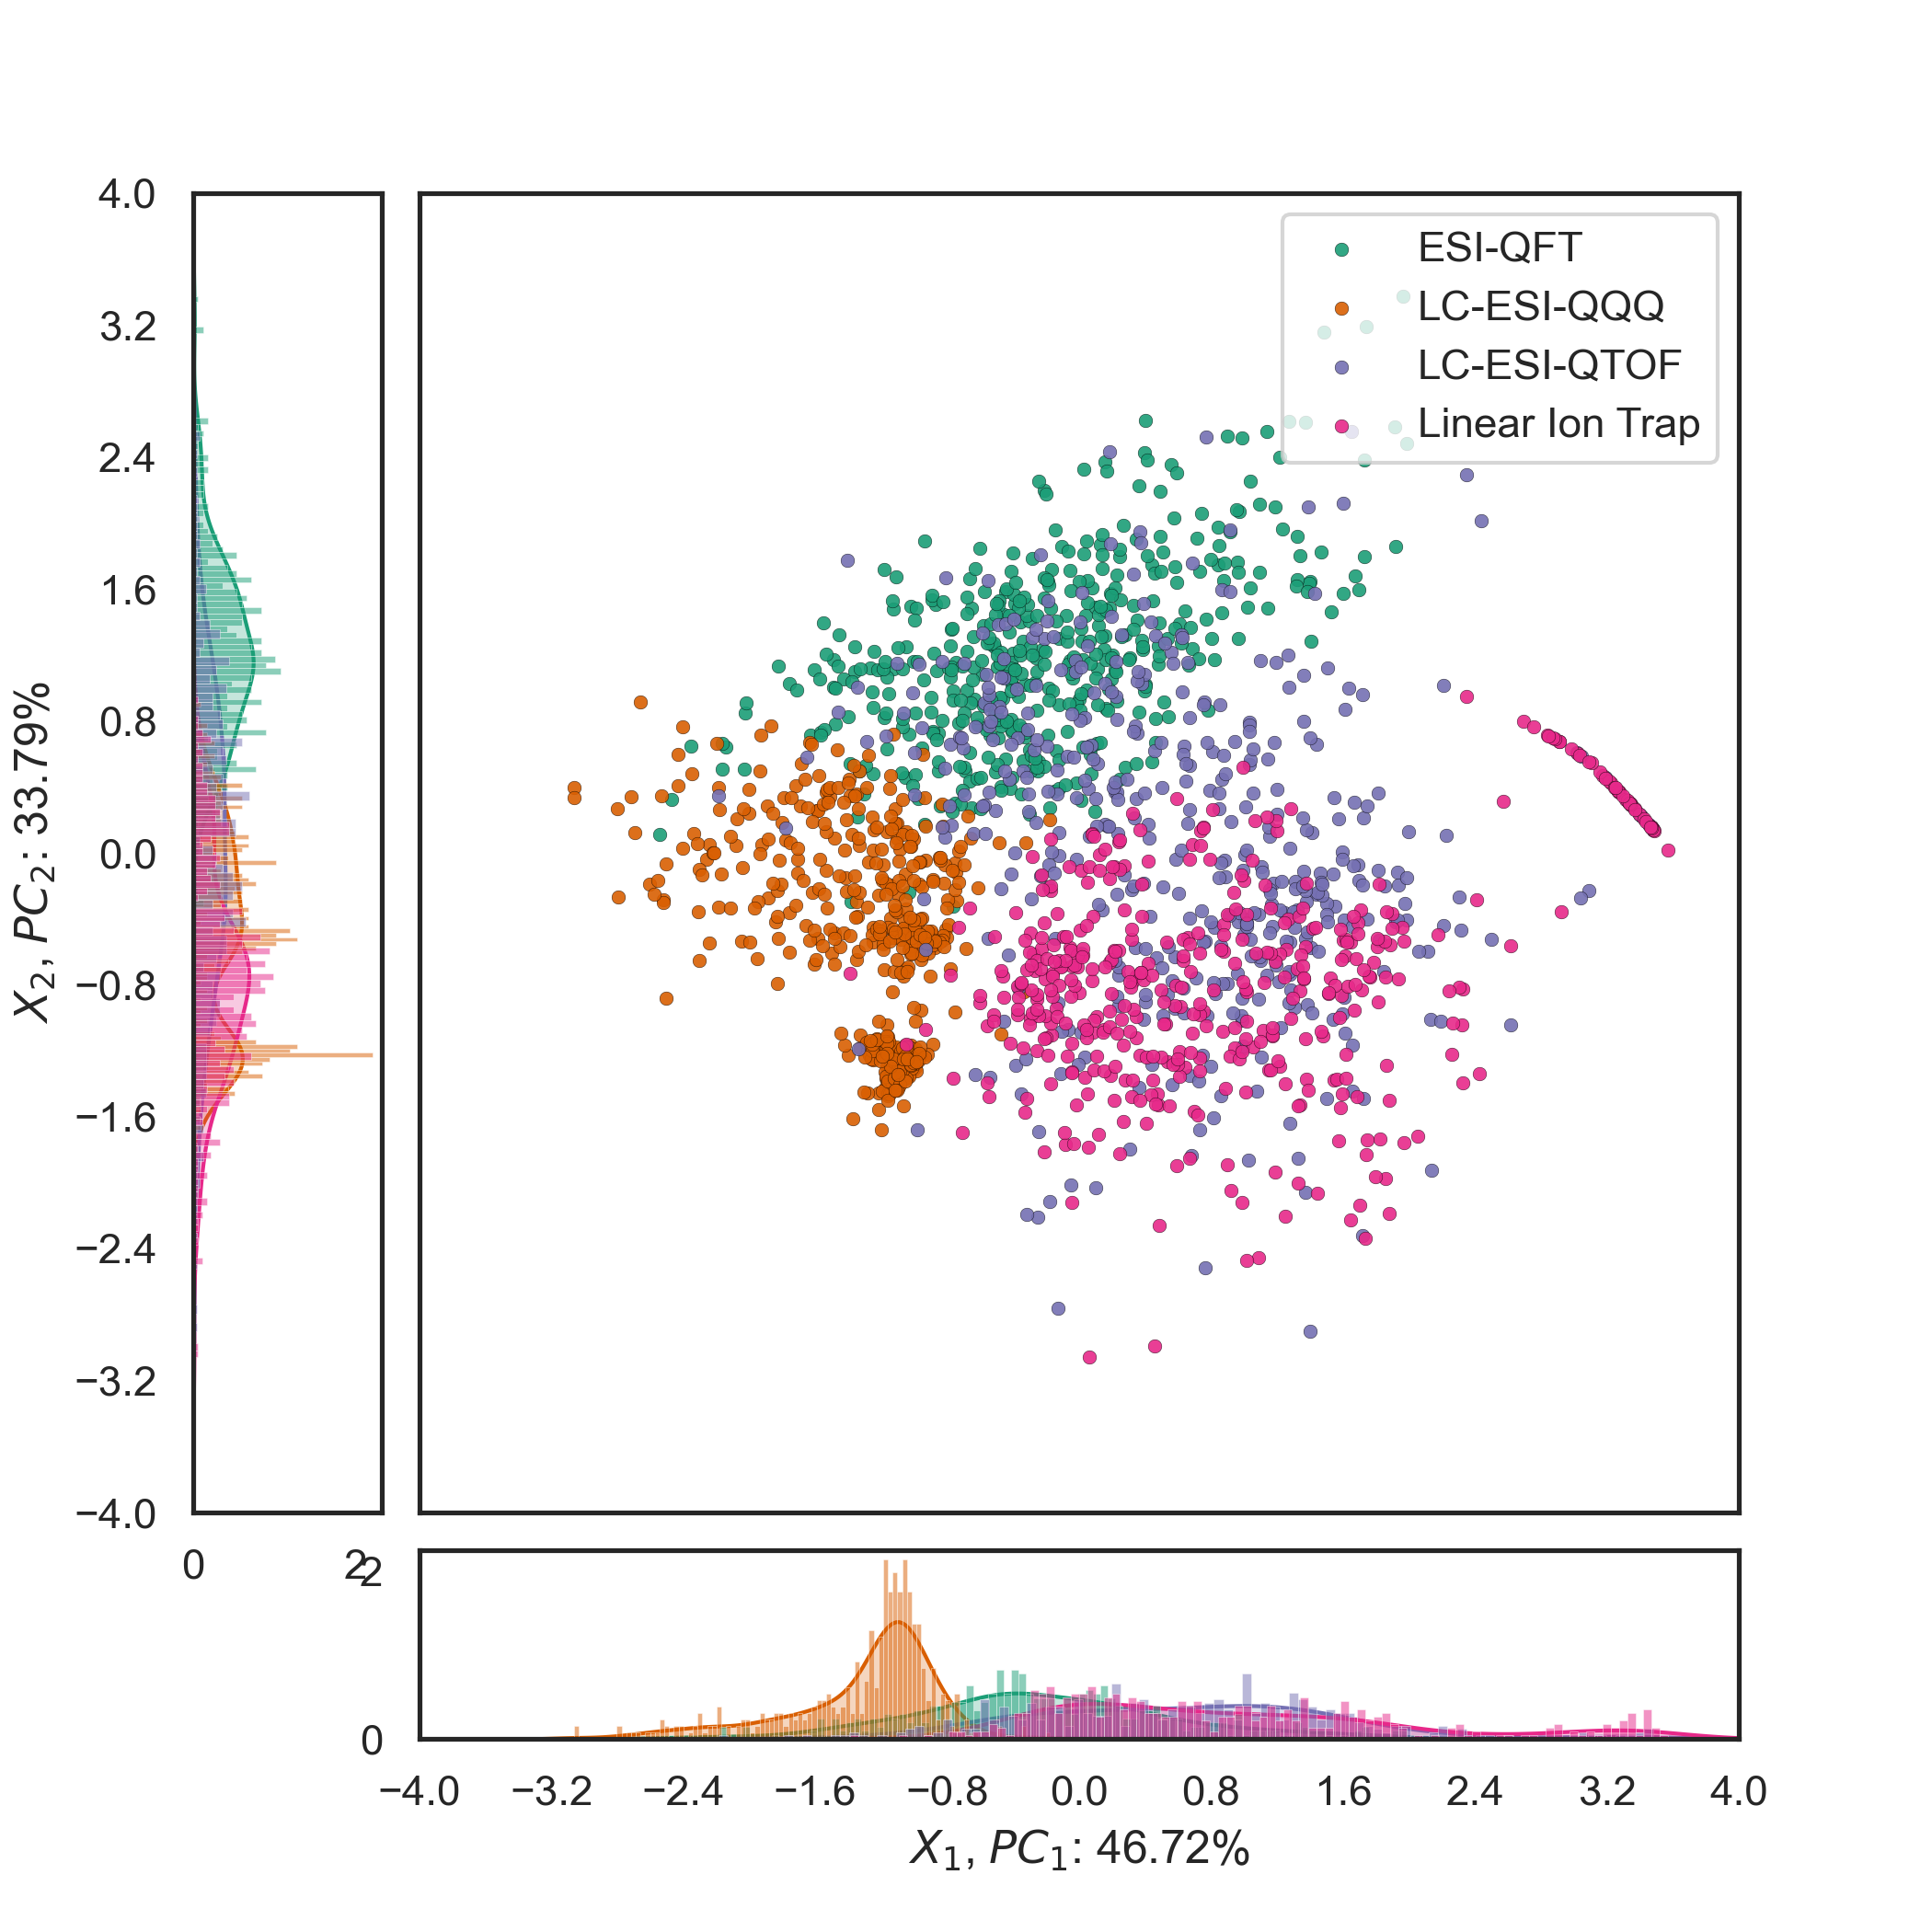 4.0
3.2
2.4
1.6
0.8
0.0
−0.8
−1.6
−2.4
−3.2
−4.0
X2, PC2: 33.79%
ESI-QFT
LC-ESI-QQQ
LC-ESI-QTOF
Linear Ion Trap
0 2
2
0
−4.0 −3.2 −2.4 −1.6 −0.8 0.0 0.8 1.6 2.4 3.2 4.0
X1, PC1: 46.72%